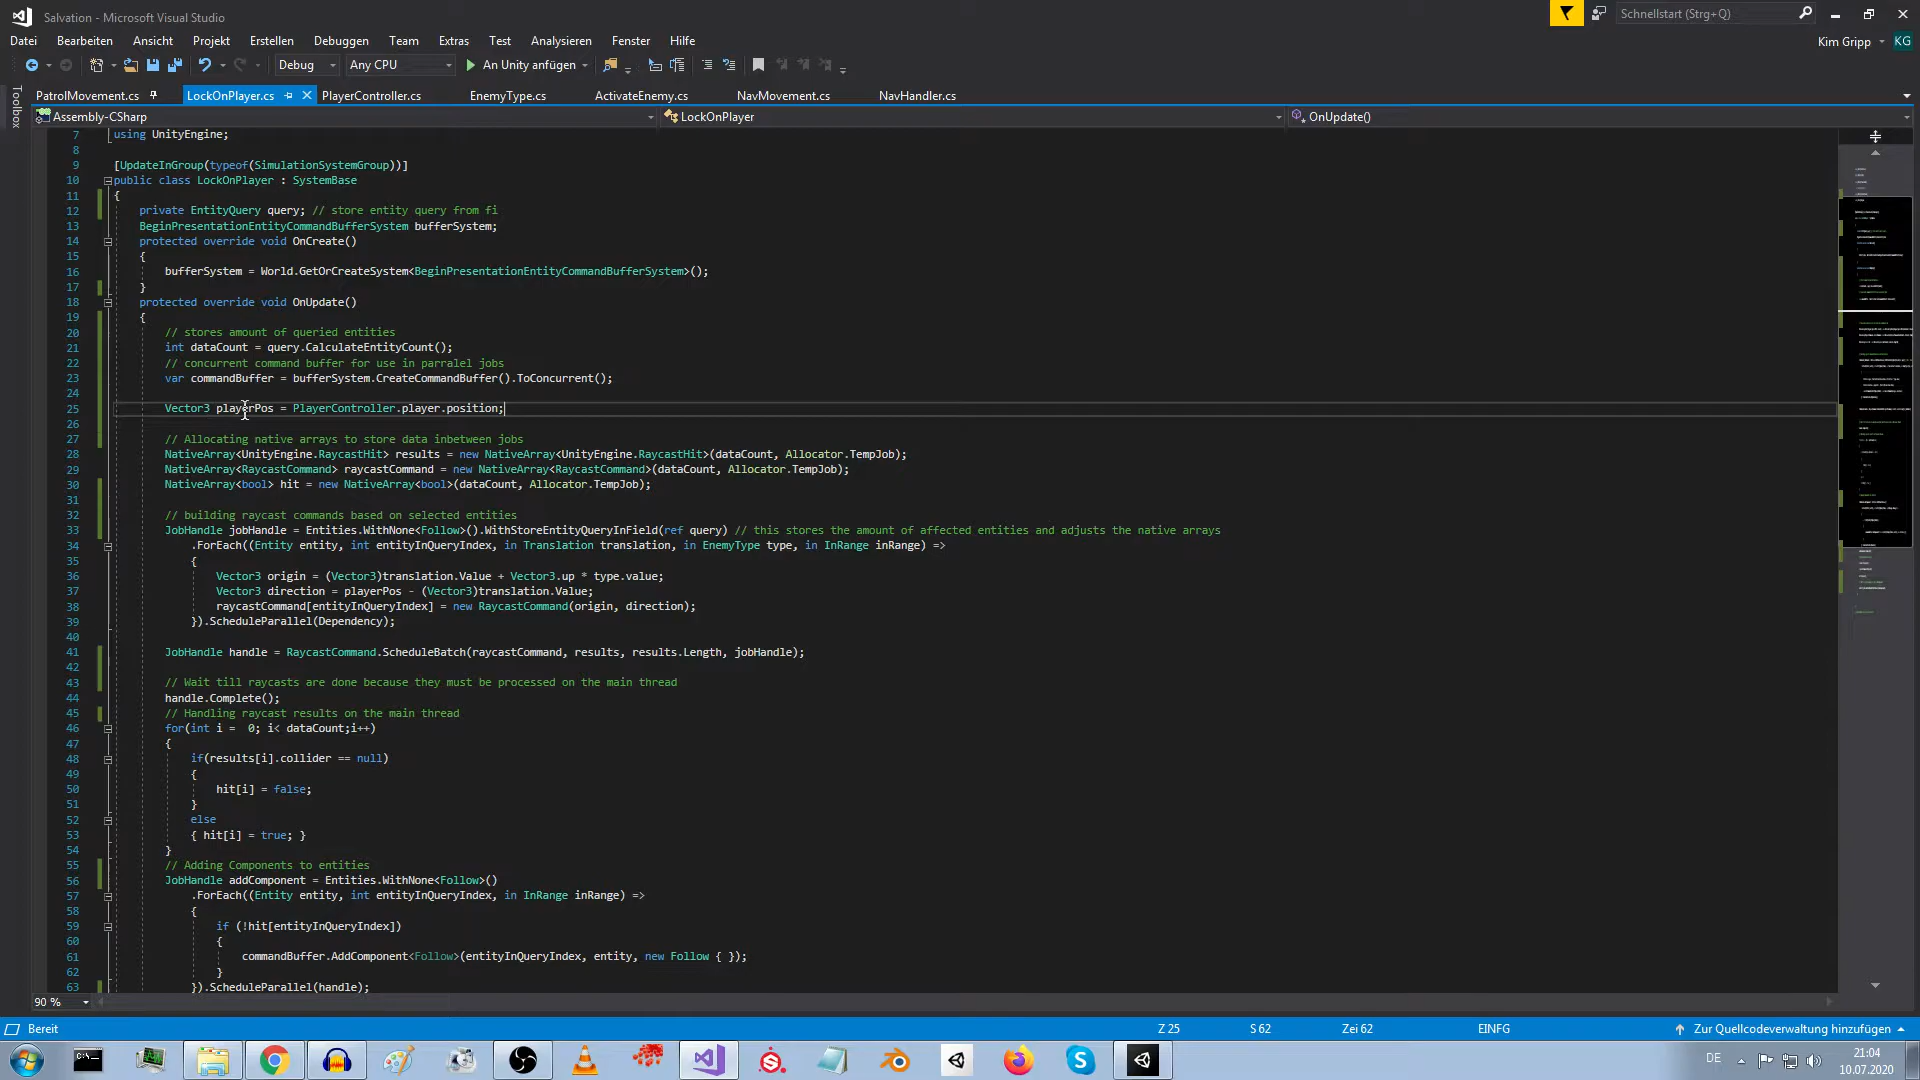 Salvation - Microsoft Visual Studio
Schnellstart (Strg+Q)
Datei Bearbeiten Ansicht Projekt Erstellen Debuggen Team Extras Test Analysieren Fenster Hilfe
Kim Gripp KG
Debug Any CPU An Unity anfügen
PatrolMovement.cs LockOnPlayer.cs PlayerController.cs EnemyType.cs ActivateEnemy.cs NavMovement.cs NavHandler.cs
Toolbox
Assembly-CSharp LockOnPlayer OnUpdate()
7 using UnityEngine;
8
9 [UpdateInGroup(typeof(SimulationSystemGroup))]
10 public class LockOnPlayer : SystemBase
11 {
12 private EntityQuery query; // store entity query from fi
13 BeginPresentationEntityCommandBufferSystem bufferSystem;
14 protected override void OnCreate()
15 {
16 bufferSystem = World.GetOrCreateSystem<BeginPresentationEntityCommandBufferSystem>();
17 }
18 protected override void OnUpdate()
19 {
20 // stores amount of queried entities
21 int dataCount = query.CalculateEntityCount();
22 // concurrent command buffer for use in parralel jobs
23 var commandBuffer = bufferSystem.CreateCommandBuffer().ToConcurrent();
24
25 Vector3 playerPos = PlayerController.player.position;
26
27 // Allocating native arrays to store data inbetween jobs
28 NativeArray<UnityEngine.RaycastHit> results = new NativeArray<UnityEngine.RaycastHit>(dataCount, Allocator.TempJob);
29 NativeArray<RaycastCommand> raycastCommand = new NativeArray<RaycastCommand>(dataCount, Allocator.TempJob);
30 NativeArray<bool> hit = new NativeArray<bool>(dataCount, Allocator.TempJob);
31
32 // building raycast commands based on selected entities
33 JobHandle jobHandle = Entities.WithNone<Follow>().WithStoreEntityQueryInField(ref query) // this stores the amount of affected entities and adjusts the native arrays
34 .ForEach((Entity entity, int entityInQueryIndex, in Translation translation, in EnemyType type, in InRange inRange) =>
35 {
36 Vector3 origin = (Vector3)translation.Value + Vector3.up * type.value;
37 Vector3 direction = playerPos - (Vector3)translation.Value;
38 raycastCommand[entityInQueryIndex] = new RaycastCommand(origin, direction);
39 }).ScheduleParallel(Dependency);
40
41 JobHandle handle = RaycastCommand.ScheduleBatch(raycastCommand, results, results.Length, jobHandle);
42
43 // Wait till raycasts are done because they must be processed on the main thread
44 handle.Complete();
45 // Handling raycast results on the main thread
46 for(int i = 0; i< dataCount;i++)
47 {
48 if(results[i].collider == null)
49 {
50 hit[i] = false;
51 }
52 else
53 { hit[i] = true; }
54 }
55 // Adding Components to entities
56 JobHandle addComponent = Entities.WithNone<Follow>()
57 .ForEach((Entity entity, int entityInQueryIndex, in InRange inRange) =>
58 {
59 if (!hit[entityInQueryIndex])
60 {
61 commandBuffer.AddComponent<Follow>(entityInQueryIndex, entity, new Follow { });
62 }
63 }).ScheduleParallel(handle);
90 %
Bereit Z 25 S 62 Zei 62 EINFG Zur Quellcodeverwaltung hinzufügen
DE 21:04
10.07.2020